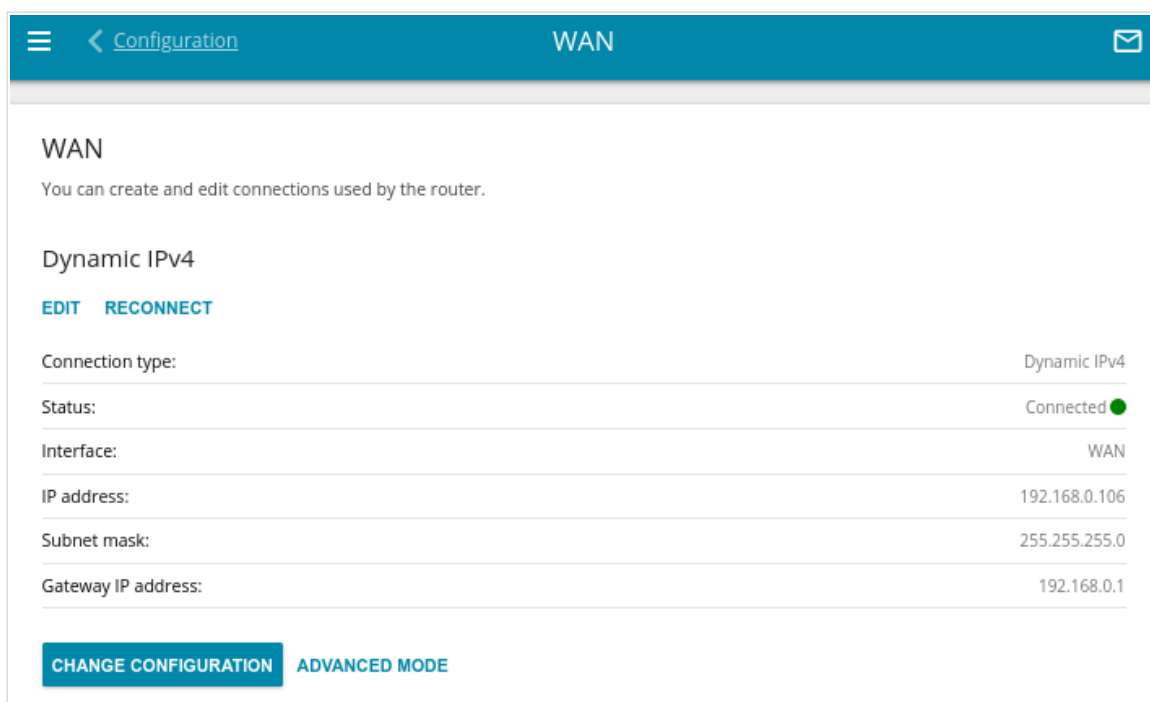 Configuration
WAN
WAN
You can create and edit connections used by the router.
Dynamic IPv4
EDIT RECONNECT
Connection type: Dynamic IPv4
Status: Connected
Interface: WAN
IP address: 192.168.0.106
Subnet mask: 255.255.255.0
Gateway IP address: 192.168.0.1
CHANGE CONFIGURATION ADVANCED MODE